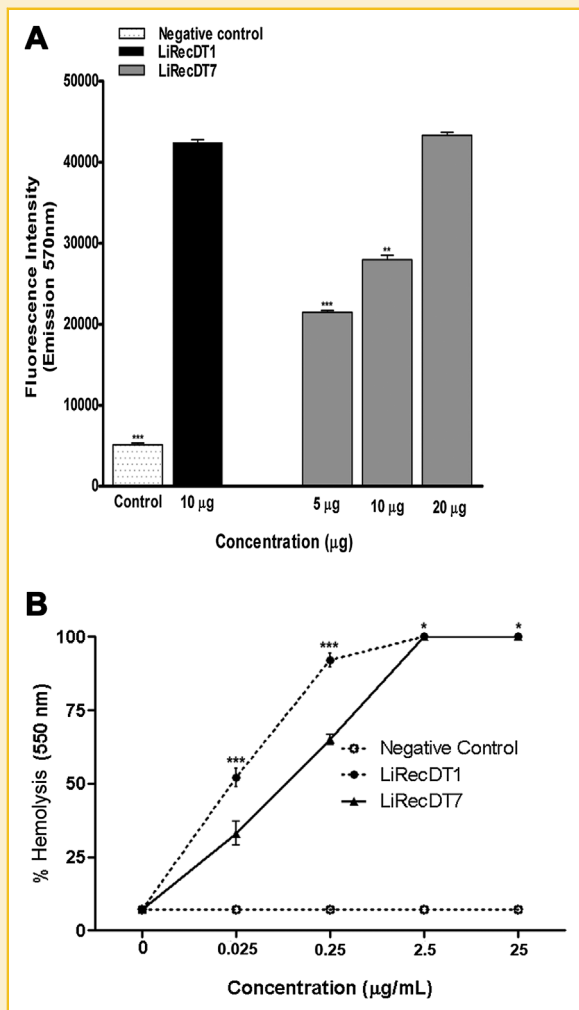 A
Negative control
LiRecDT1
LiRecDT7
Fluorescence Intensity
(Emission 570nm)
50000
40000
30000
20000
10000
0
***
***
**
Control
10 µg
5 µg
10 µg
20 µg
Concentration (µg)
B
% Hemolysis (550 nm)
100
75
50
25
0
***
***
*
*
Negative Control
LiRecDT1
LiRecDT7
0
0.025
0.25
2.5
25
Concentration (µg/mL)